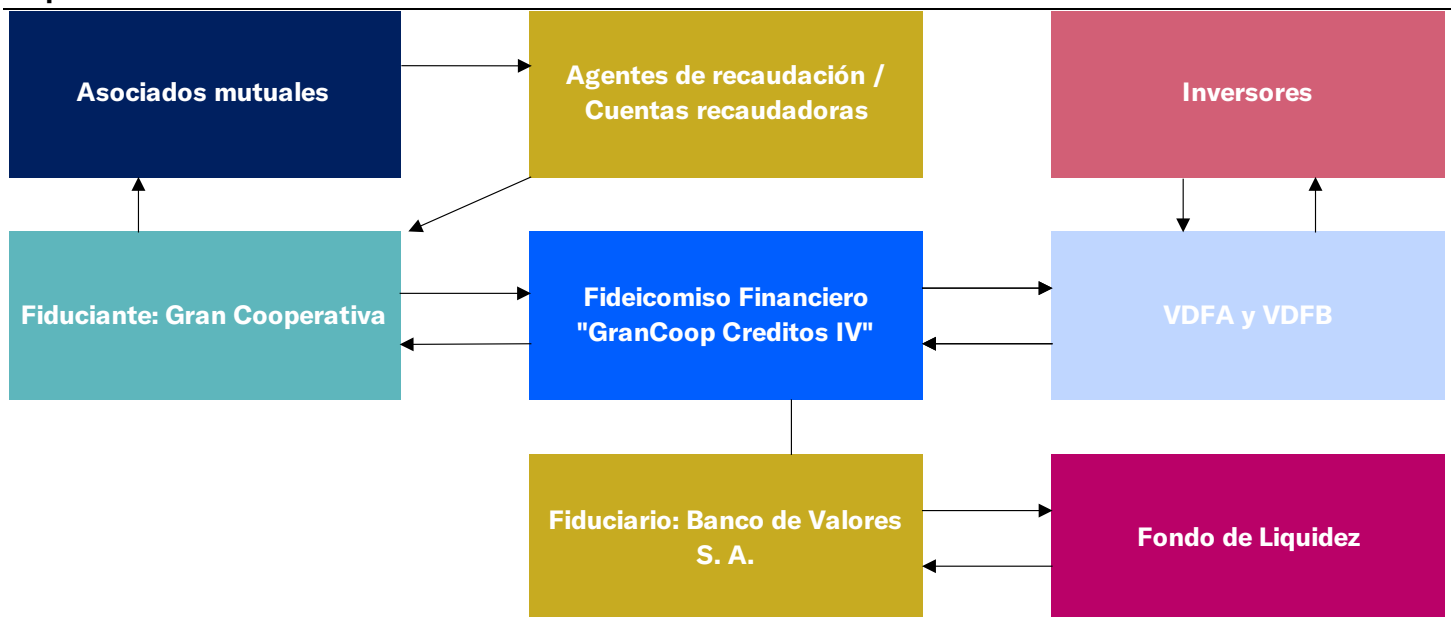 Asociados mutuales
Agentes de recaudación /
Cuentas recaudadoras
Inversores
Fiduciante: Gran Cooperativa
Fideicomiso Financiero
"GranCoop Creditos IV"
VDFA y VDFB
Fiduciario: Banco de Valores
S. A.
Fondo de Liquidez